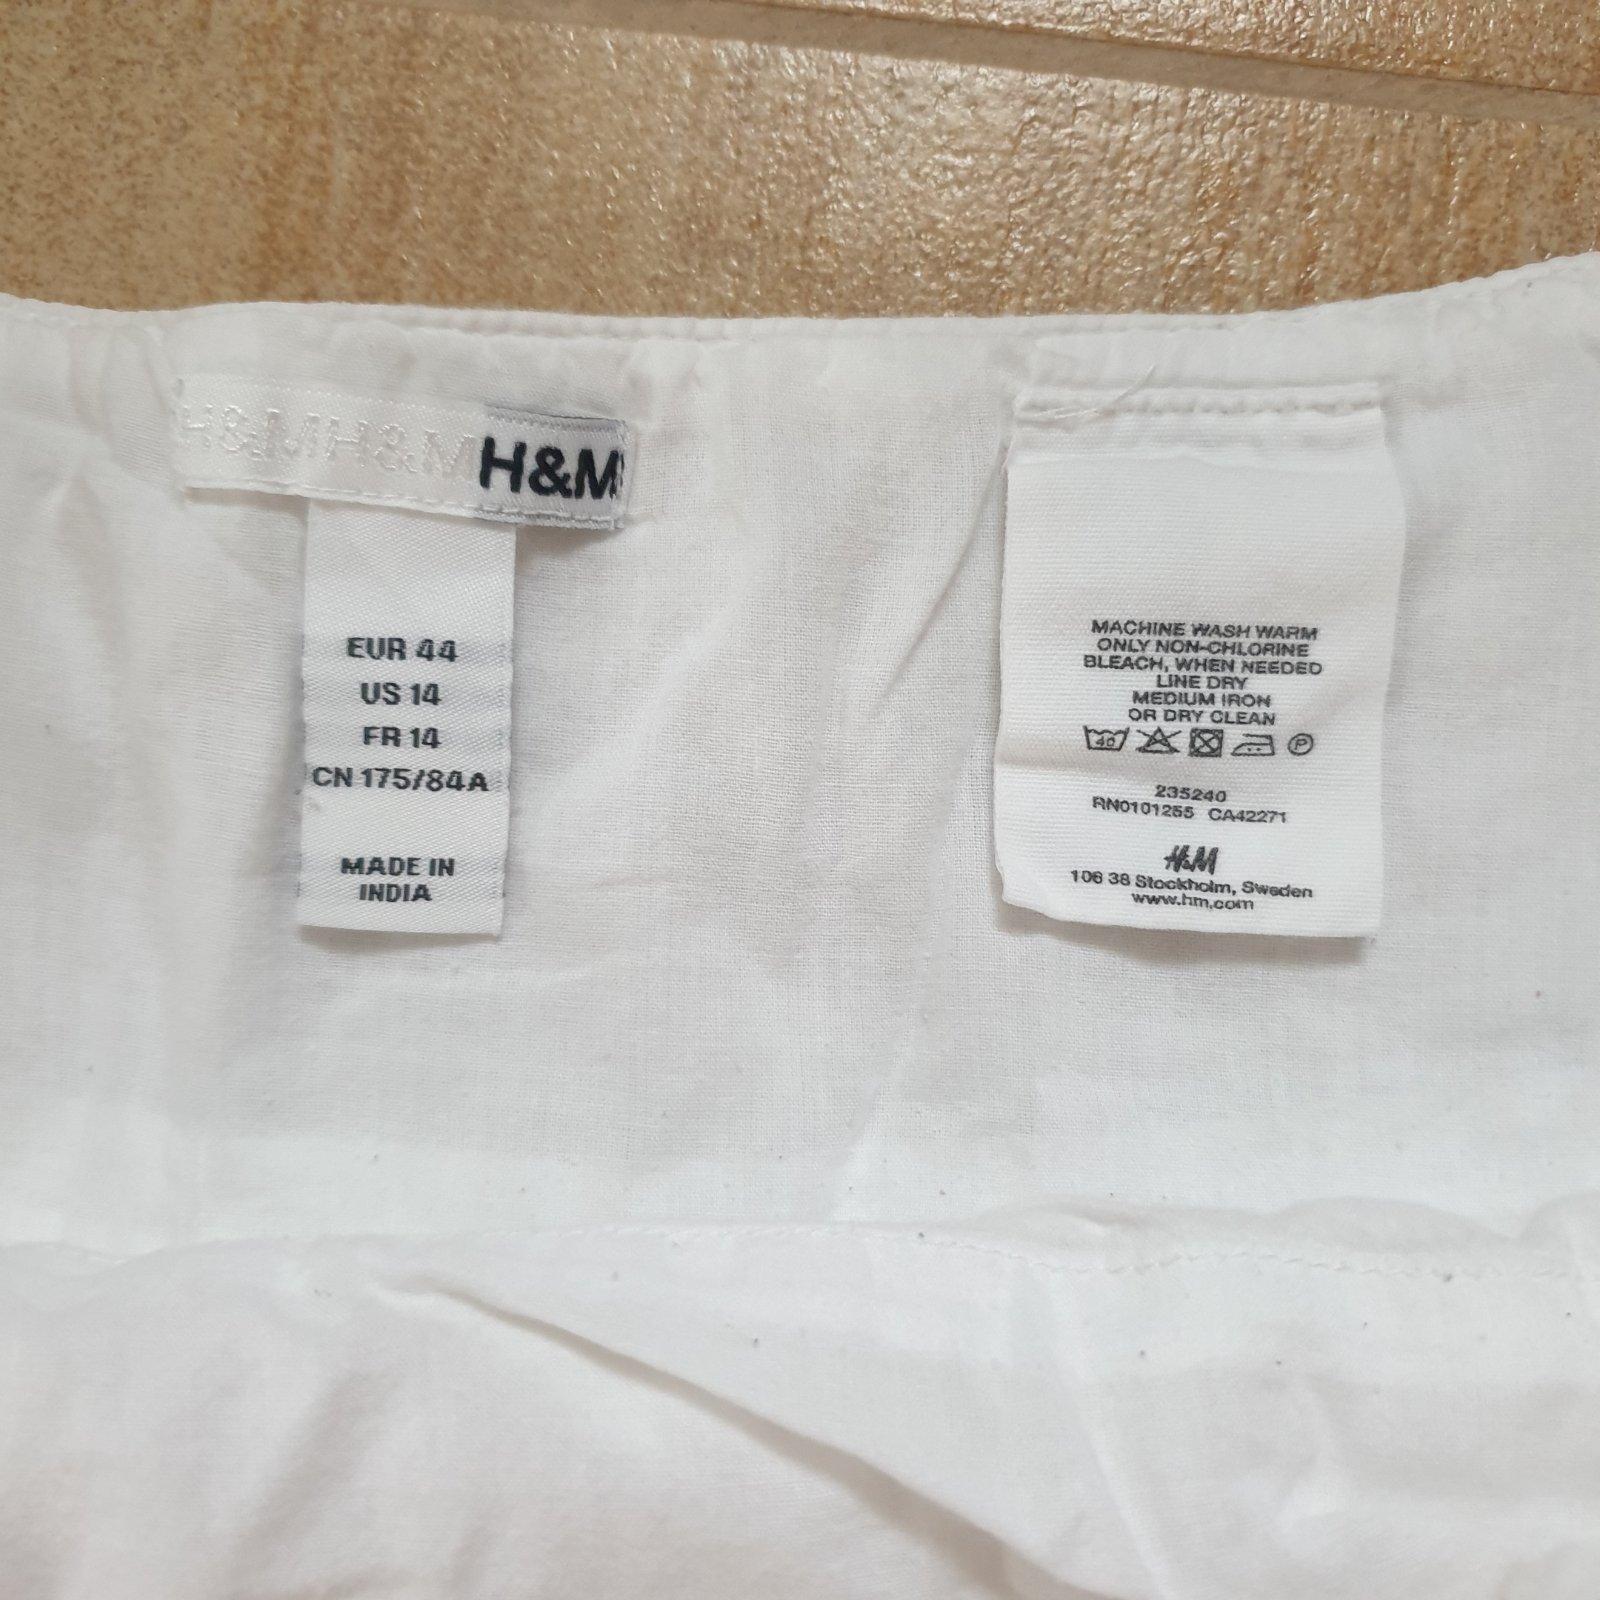 H&MH&M H&M
EUR 44
US 14
FR 14
CN 175/84A
MADE IN
INDIA
MACHINE WASH WARM
ONLY NON-CHLORINE
BLEACH, WHEN NEEDED
LINE DRY
MEDIUM IRON
OR DRY CLEAN
40 P
235240
RN0101255 CA42271
H&M
106 38 Stockholm, Sweden
www.hm.com